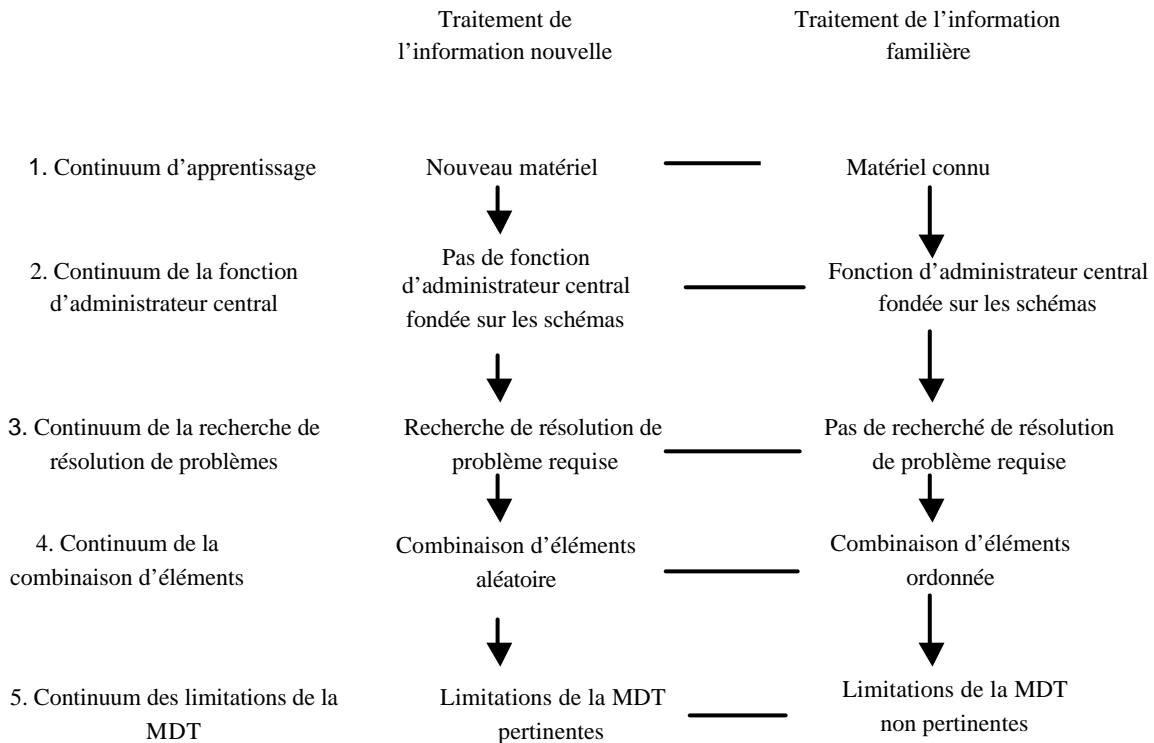 Traitement de
l’information nouvelle
Traitement de l’information
familière
1. Continuum d’apprentissage
Nouveau matériel
Matériel connu
2. Continuum de la fonction
d’administrateur central
Pas de fonction
d’administrateur central
fondée sur les schémas
Fonction d’administrateur central
fondée sur les schémas
3. Continuum de la recherche de
résolution de problèmes
Recherche de résolution de
problème requise
Pas de recherché de résolution
de problème requise
4. Continuum de la
combinaison d’éléments
Combinaison d’éléments
aléatoire
Combinaison d’éléments
ordonnée
5. Continuum des limitations de la
MDT
Limitations de la MDT
pertinentes
Limitations de la MDT
non pertinentes